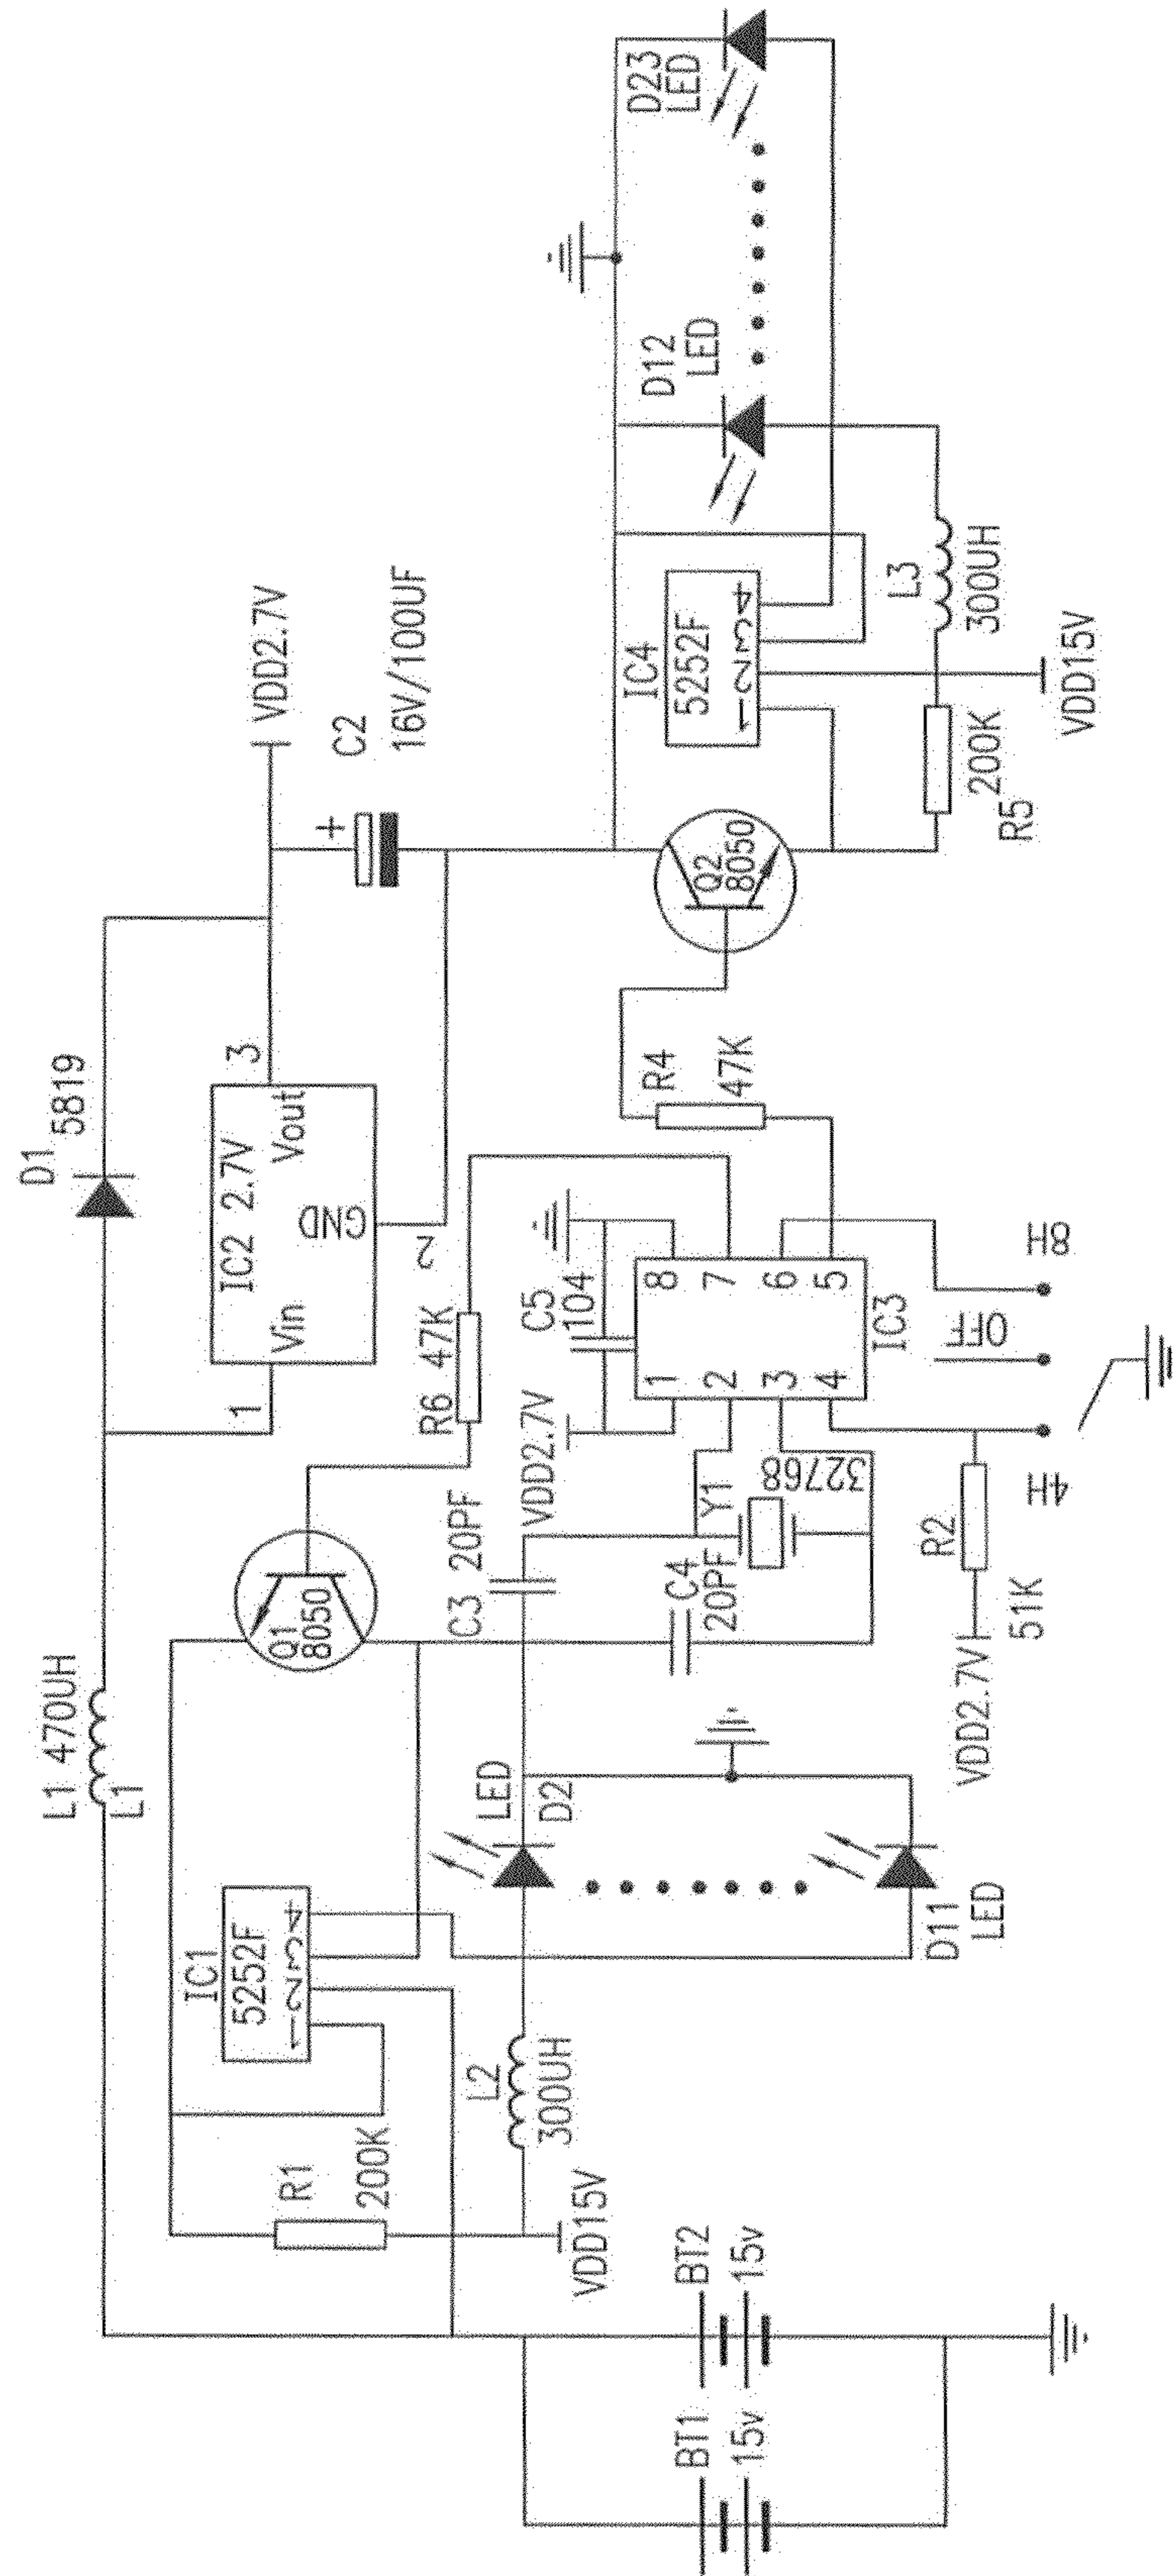 L1 470UH
L1
D1
5819
IC2 2.7V
Vin
Vout
GND
1
2
3
VDD2.7V
C2
16V/100UF
+
IC1
5252F
1234
R1
200K
Q1
8050
R6 47K
L2
300UH
VDD15V
LED
D2
D11
LED
C3 20PF
C4
20PF
Y1
32768
VDD2.7V
C5
104
1
2
3
4
8
7
6
5
IC3
R4
47K
Q2
8050
IC4
5252F
1234
D12
LED
D23
LED
L3
300UH
200K
R5
VDD15V
BT1
15v
BT2
15v
VDD2.7V
R2
51K
4H
OFF
8H